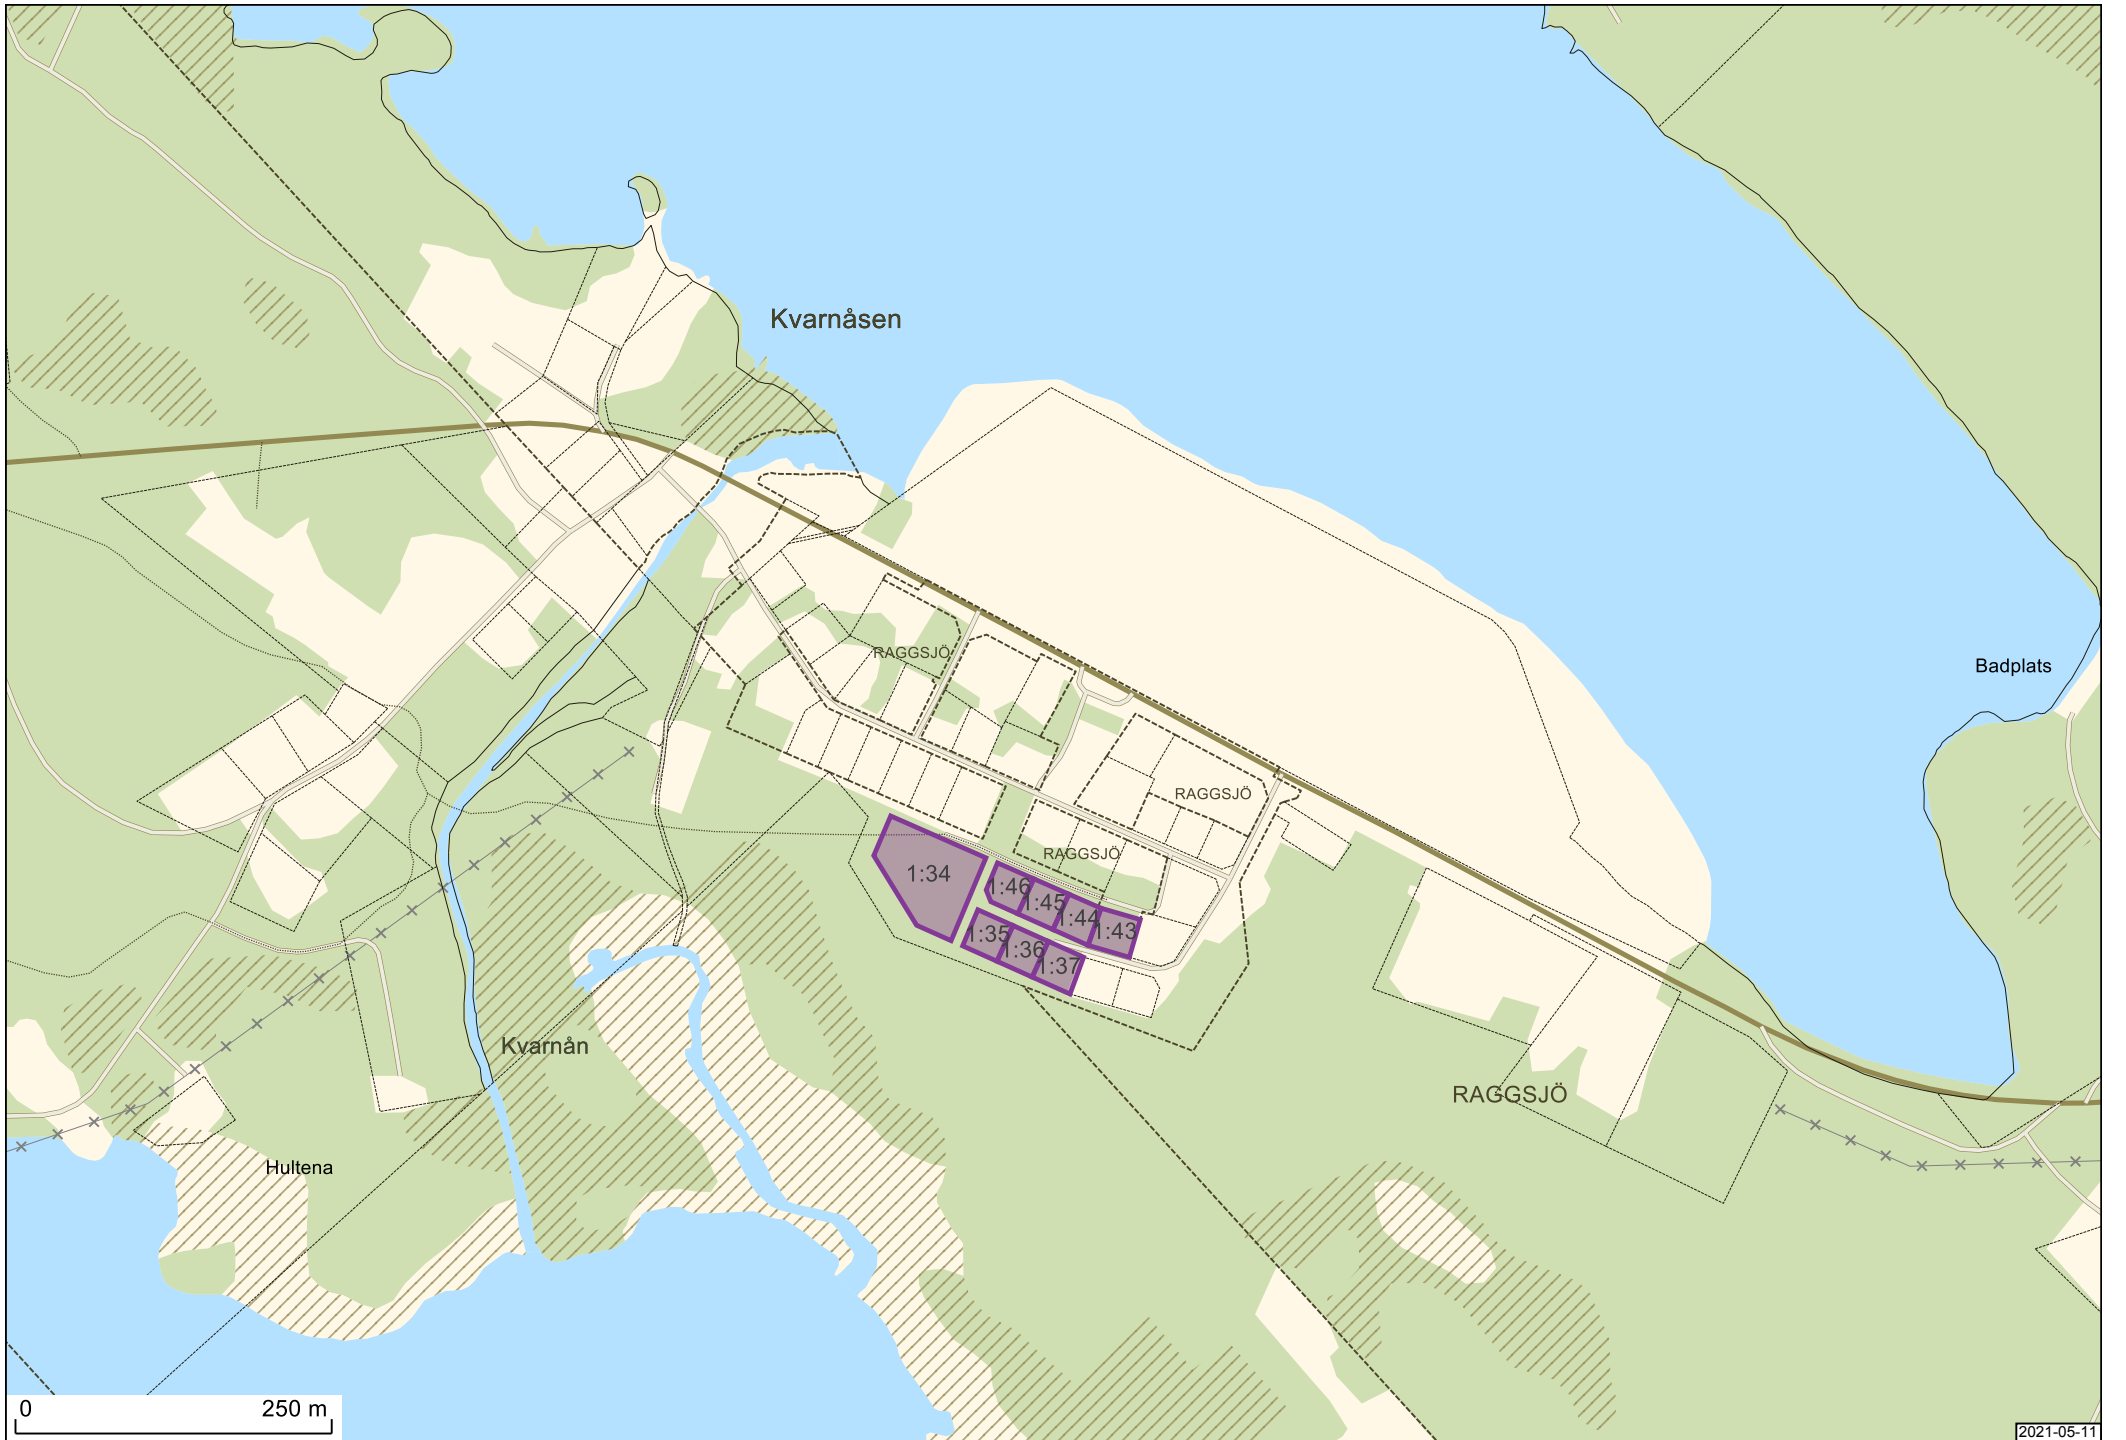 Kvarnåsen
RAGGSJÖ
Badplats
RAGGSJÖ
RAGGSJÖ
1:34
1:46
1:45
1:44
1:43
1:35
1:36
1:37
Kvarnån
RAGGSJÖ
Hultena
0 250 m
2021-05-11